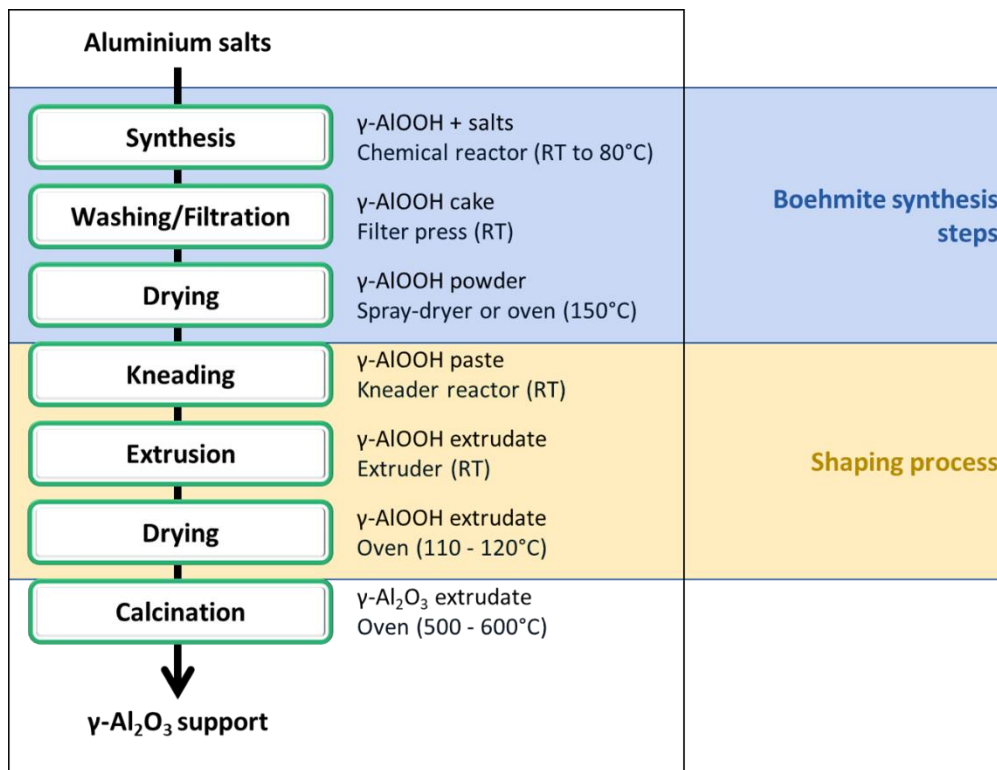 Aluminium salts
Synthesis
γ-AlOOH + salts
Chemical reactor (RT to 80°C)
Washing/Filtration
γ-AlOOH cake
Filter press (RT)
Boehmite synthesis
steps
Drying
γ-AlOOH powder
Spray-dryer or oven (150°C)
Kneading
γ-AlOOH paste
Kneader reactor (RT)
Extrusion
γ-AlOOH extrudate
Extruder (RT)
Shaping process
Drying
γ-AlOOH extrudate
Oven (110 - 120°C)
Calcination
γ-Al₂O₃ extrudate
Oven (500 - 600°C)
γ-Al₂O₃ support